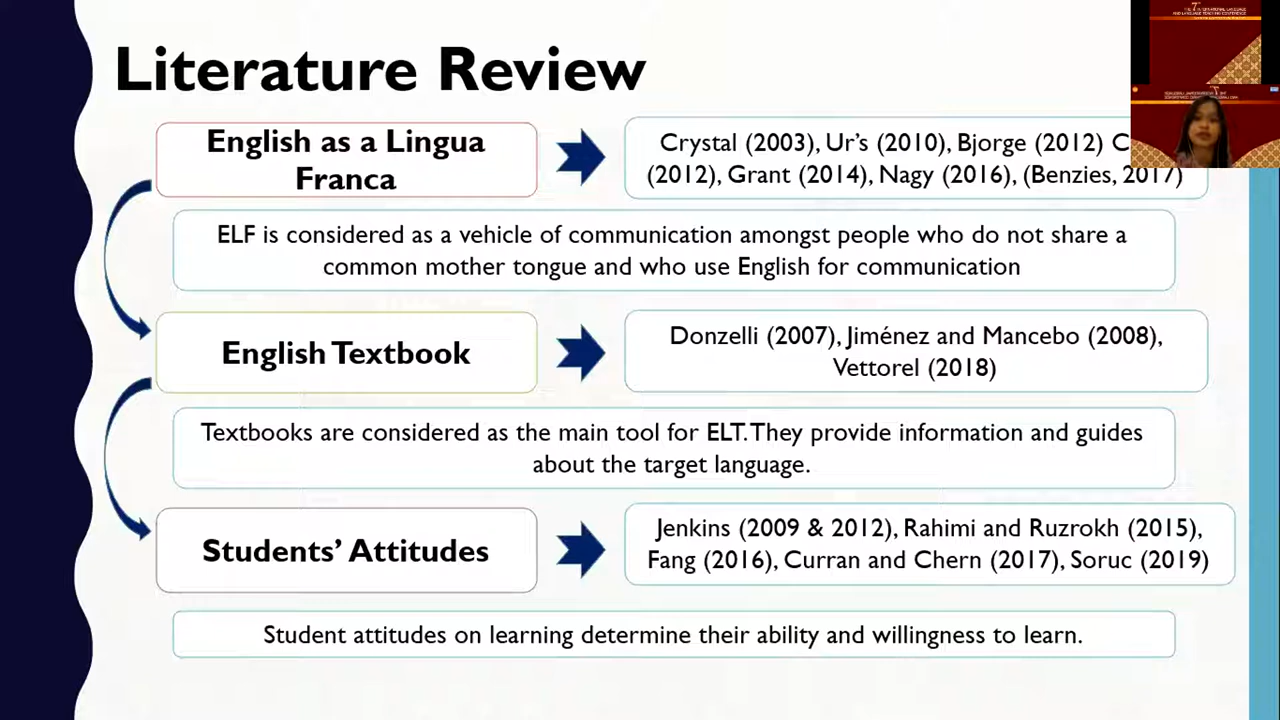 Literature Review
English as a Lingua
Franca
Crystal (2003), Ur's (2010), Bjorge (2012) C
(2012), Grant (2014), Nagy (2016), (Benzies, 2017)
ELF is considered as a vehicle of communication amongst people who do not share a
common mother tongue and who use English for communication
English Textbook
Donzelli (2007), Jiménez and Mancebo (2008),
Vettorel (2018)
Textbooks are considered as the main tool for ELT. They provide information and guides
about the target language.
Students' Attitudes
Jenkins (2009 & 2012), Rahimi and Ruzrokh (2015),
Fang (2016), Curran and Chern (2017), Soruc (2019)
Student attitudes on learning determine their ability and willingness to learn.